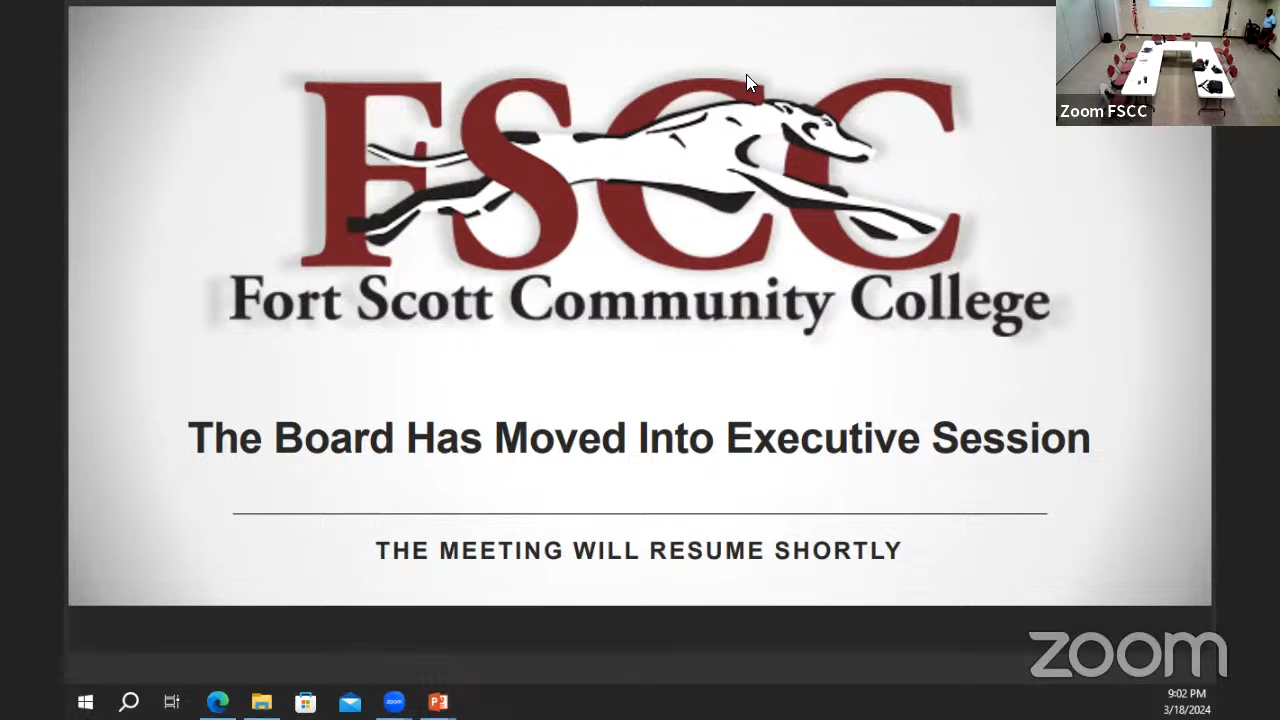 FSCC
Fort Scott Community College
Zoom FSCC
The Board Has Moved Into Executive Session
THE MEETING WILL RESUME SHORTLY
zoom
zoom
P
9:02 PM
3/18/2024